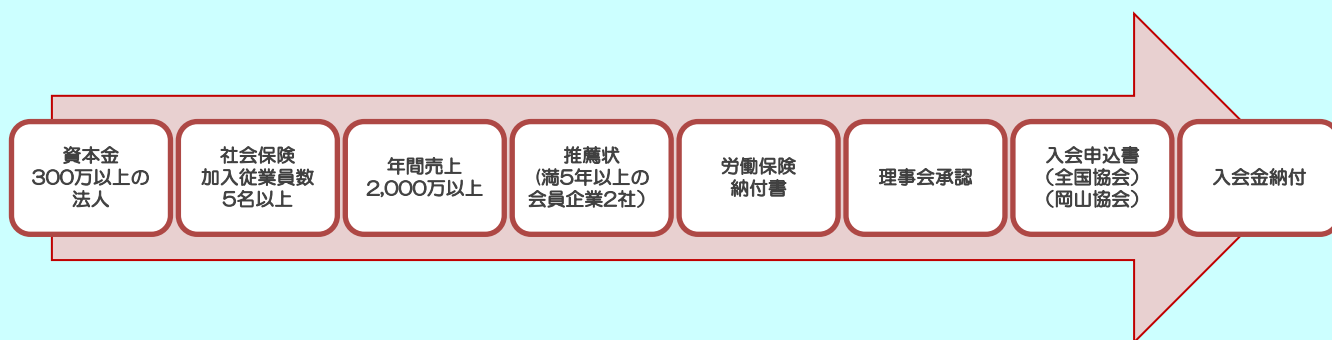 資本金
300万以上の
法人
社会保険
加入従業員数
5名以上
年間売上
2,000万以上
推薦状
(満5年以上の
会員企業2社)
労働保険
納付書
理事会承認
入会申込書
(全国協会)
(岡山協会)
入会金納付